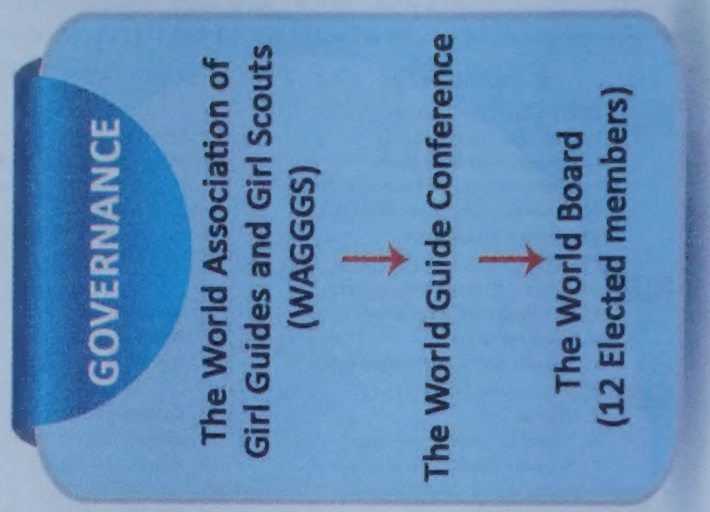 GOVERNANCE
The World Association of
Girl Guides and Girl Scouts
(WAGGGS)
The World Guide Conference
The World Board
(12 Elected members)